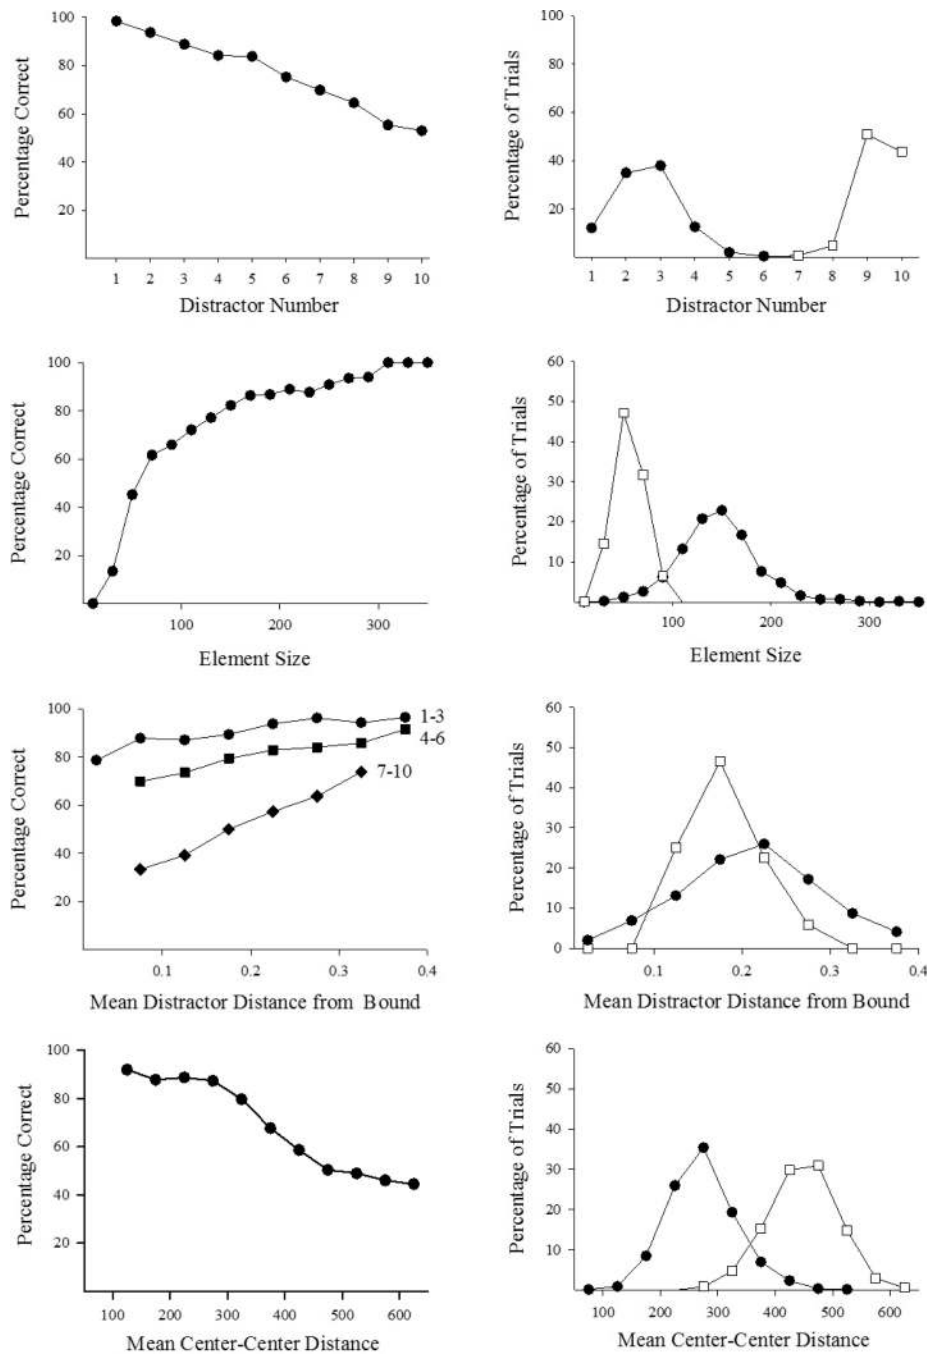 100
80
60
40
20
Percentage Correct
1 2 3 4 5 6 7 8 9 10
Distractor Number
100
80
60
40
20
Percentage of Trials
1 2 3 4 5 6 7 8 9 10
Distractor Number
100
80
60
40
20
Percentage Correct
100 200 300
Element Size
60
50
40
30
20
10
Percentage of Trials
100 200 300
Element Size
100
80
60
40
20
Percentage Correct
1-3
4-6
7-10
0.1 0.2 0.3 0.4
Mean Distractor Distance from Bound
60
50
40
30
20
10
0
Percentage of Trials
0.1 0.2 0.3 0.4
Mean Distractor Distance from Bound
100
80
60
40
20
Percentage Correct
100 200 300 400 500 600
Mean Center-Center Distance
60
50
40
30
20
10
Percentage of Trials
100 200 300 400 500 600
Mean Center-Center Distance